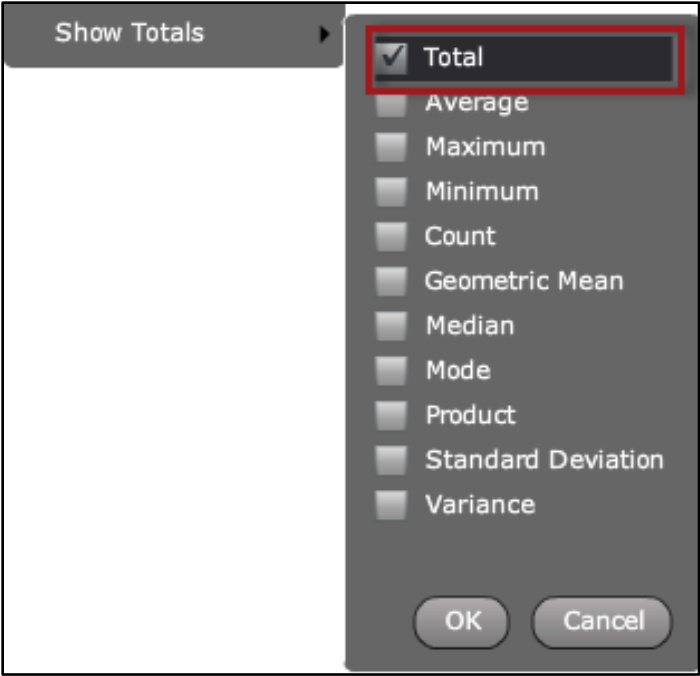 Show Totals
Total
Average
Maximum
Minimum
Count
Geometric Mean
Median
Mode
Product
Standard Deviation
Variance
OK Cancel